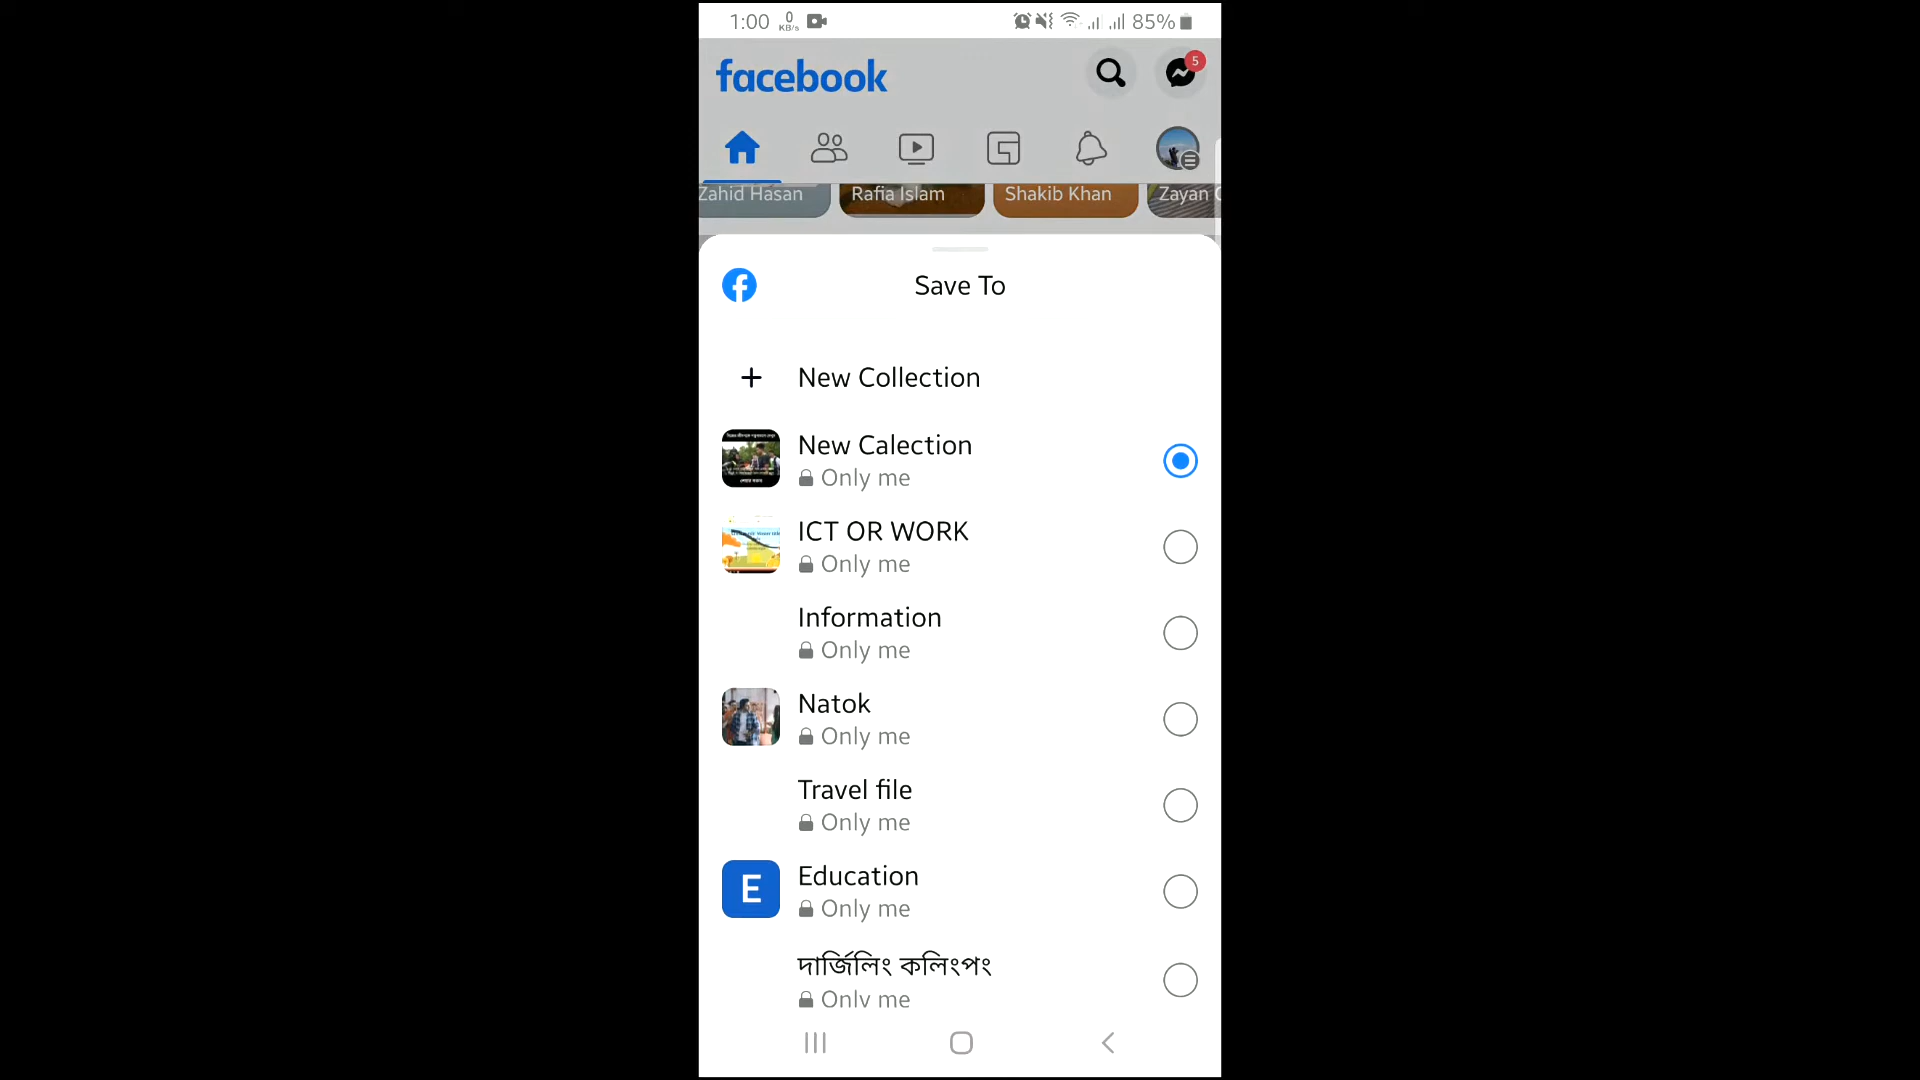 1:00 0 KB/s 85%
facebook
5
Zahid Hasan Rafia Islam Shakib Khan Zayan
Save To
New Collection
New Calection
Only me
ICT OR WORK
Only me
Information
Only me
Natok
Only me
Travel file
Only me
E Education
Only me
দার্জিলিং কলিংপং
Only me